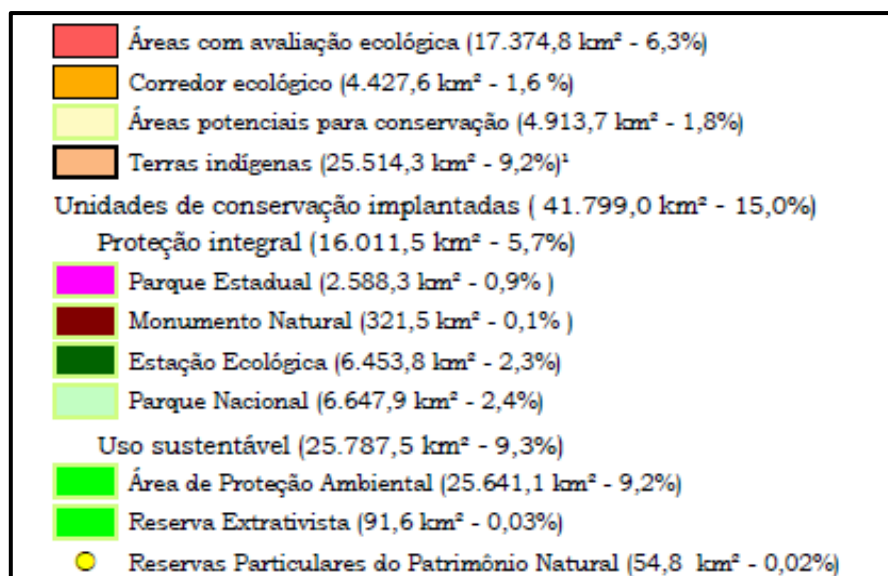 Áreas com avaliação ecológica (17.374,8 km² - 6,3%)
Corredor ecológico (4.427,6 km² - 1,6 %)
Áreas potenciais para conservação (4.913,7 km² - 1,8%)
Terras indígenas (25.514,3 km² - 9,2%)¹
Unidades de conservação implantadas ( 41.799,0 km² - 15,0%)
Proteção integral (16.011,5 km² - 5,7%)
Parque Estadual (2.588,3 km² - 0,9% )
Monumento Natural (321,5 km² - 0,1% )
Estação Ecológica (6.453,8 km² - 2,3%)
Parque Nacional (6.647,9 km² - 2,4%)
Uso sustentável (25.787,5 km² - 9,3%)
Área de Proteção Ambiental (25.641,1 km² - 9,2%)
Reserva Extrativista (91,6 km² - 0,03%)
Reservas Particulares do Patrimônio Natural (54,8 km² - 0,02%)